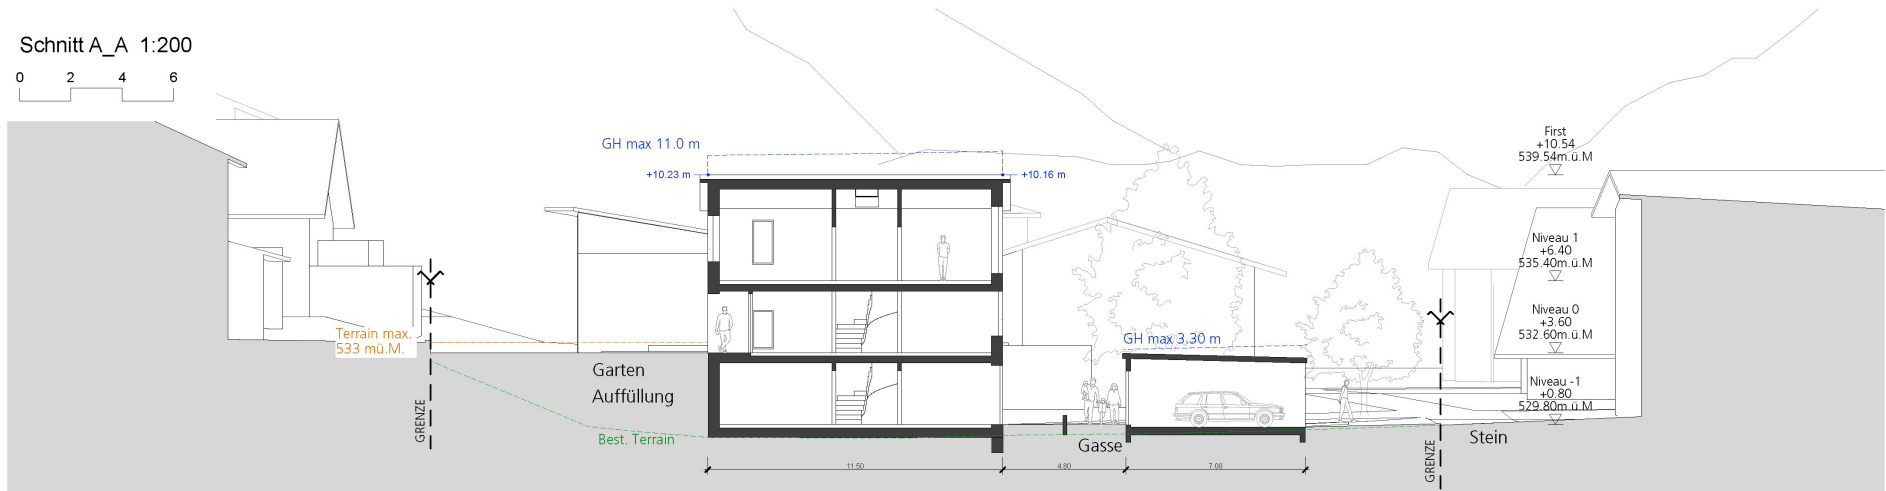 Schnitt A_A 1:200
0 2 4 6
GH max 11.0 m
+10.23 m
+10.16 m
First
+10.54
539.54m.ü.M
Niveau 1
+6.40
535.40m.ü.M
Niveau 0
+3.60
532.60m.ü.M
Niveau -1
+0.80
529.80m ü M
Terrain max.
533 mü.M.
GH max 3.30 m
Garten
Auffüllung
Best. Terrain
GRENZE
Gasse
Stein
GRENZE
11.50
4.80
7.00